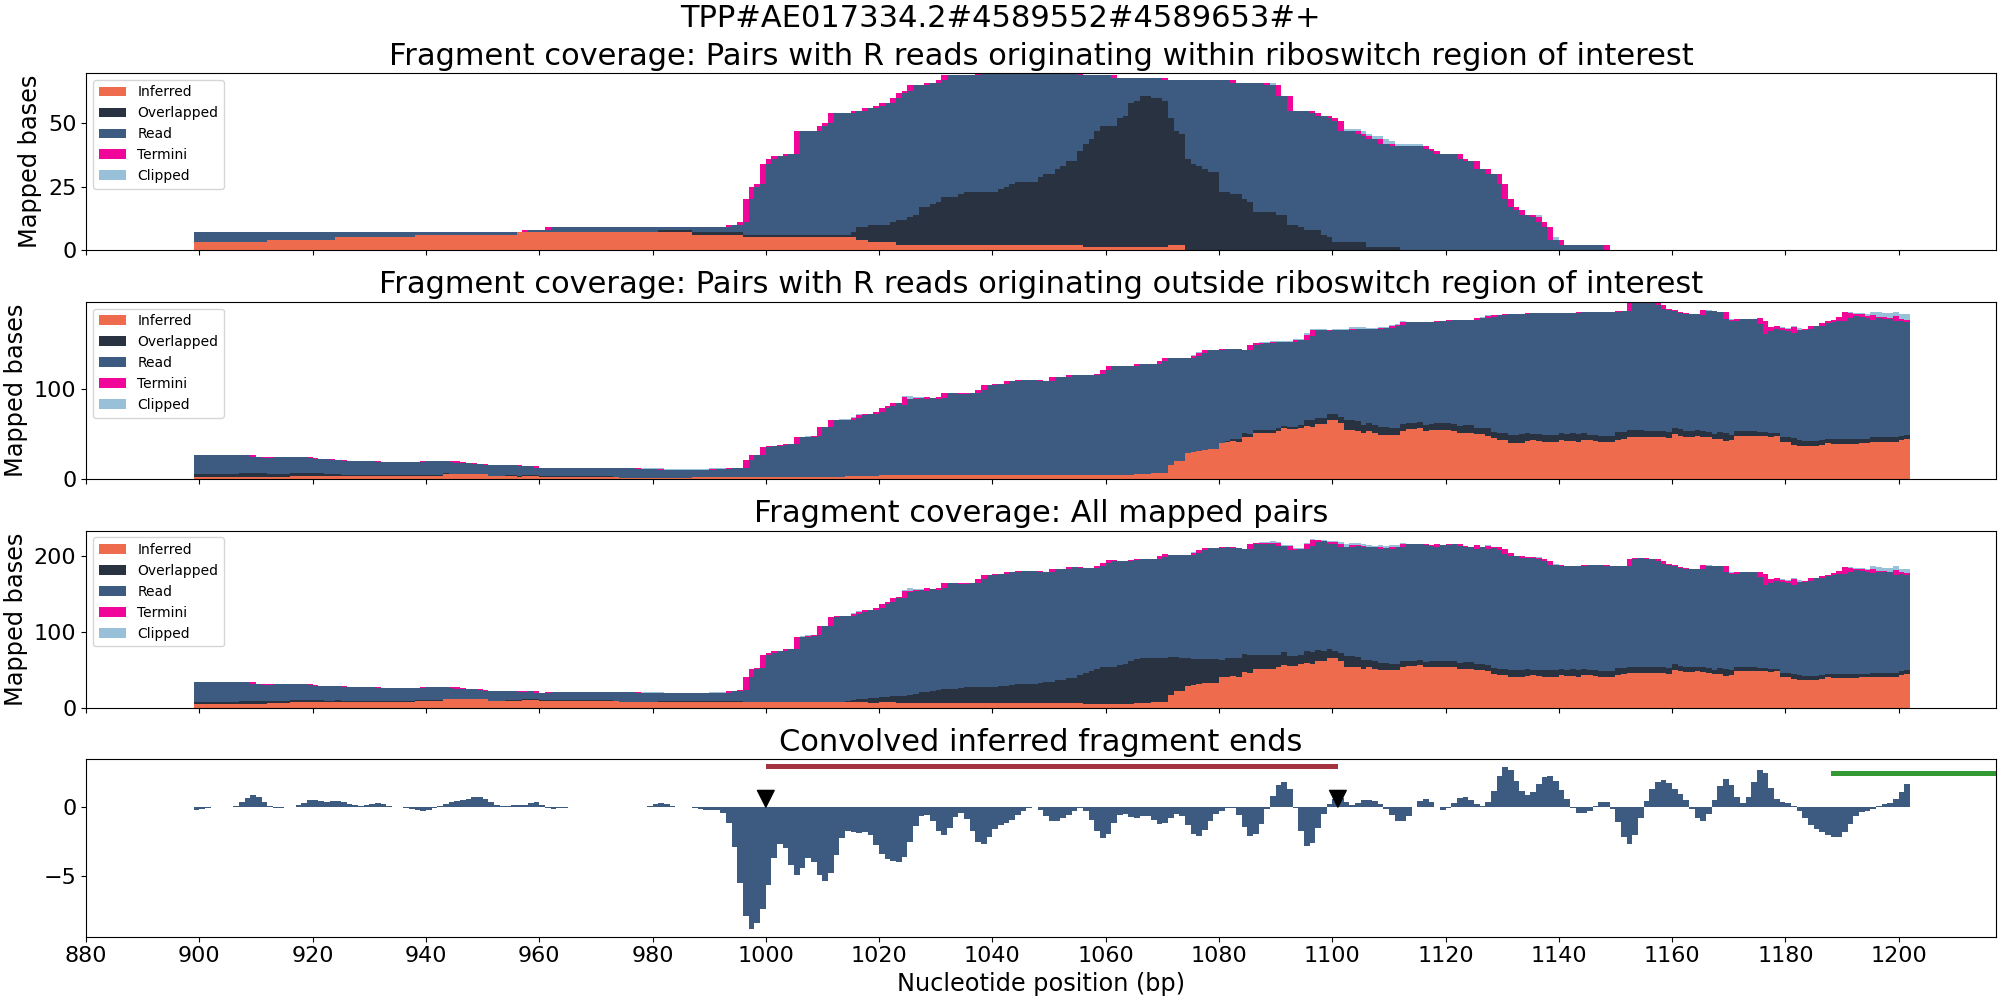 TPP#AE017334.2#4589552#4589653#+
Fragment coverage: Pairs with R reads originating within riboswitch region of interest
Mapped bases
50
25
0
Inferred
Overlapped
Read
Termini
Clipped
Fragment coverage: Pairs with R reads originating outside riboswitch region of interest
Mapped bases
100
0
Inferred
Overlapped
Read
Termini
Clipped
Fragment coverage: All mapped pairs
Mapped bases
200
100
0
Inferred
Overlapped
Read
Termini
Clipped
Convolved inferred fragment ends
0
−5
880 900 920 940 960 980 1000 1020 1040 1060 1080 1100 1120 1140 1160 1180 1200
Nucleotide position (bp)